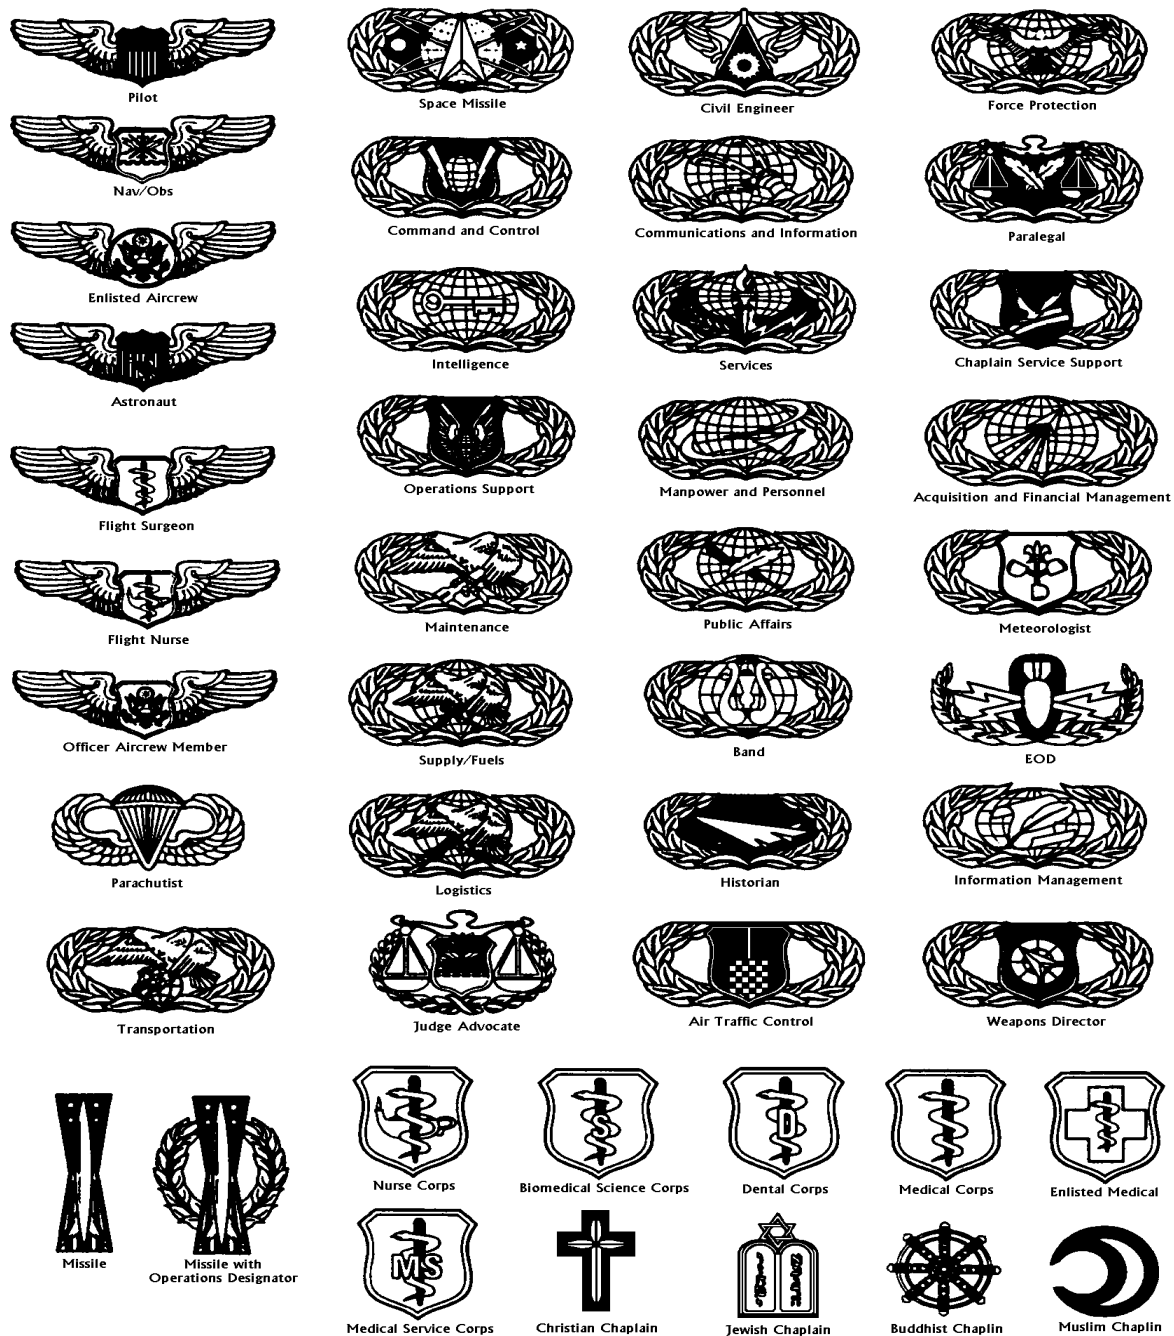 Pilot
Space Missile
Civil Engineer
Force Protection
Nav/Obs
Command and Control
Communications and Information
Paralegal
Enlisted Aircrew
Intelligence
Services
Chaplain Service Support
Astronaut
Operations Support
Manpower and Personnel
Acquisition and Financial Management
Flight Surgeon
Maintenance
Public Affairs
Meteorologist
Flight Nurse
Supply/Fuels
Band
EOD
Officer Aircrew Member
Logistics
Historian
Information Management
Parachutist
Judge Advocate
Air Traffic Control
Weapons Director
Transportation
S
D
Nurse Corps
Biomedical Science Corps
Dental Corps
Medical Corps
Enlisted Medical
Missile
Missile with
Operations Designator
MS
Medical Service Corps
Christian Chaplain
Jewish Chaplain
Buddhist Chaplin
Muslim Chaplin